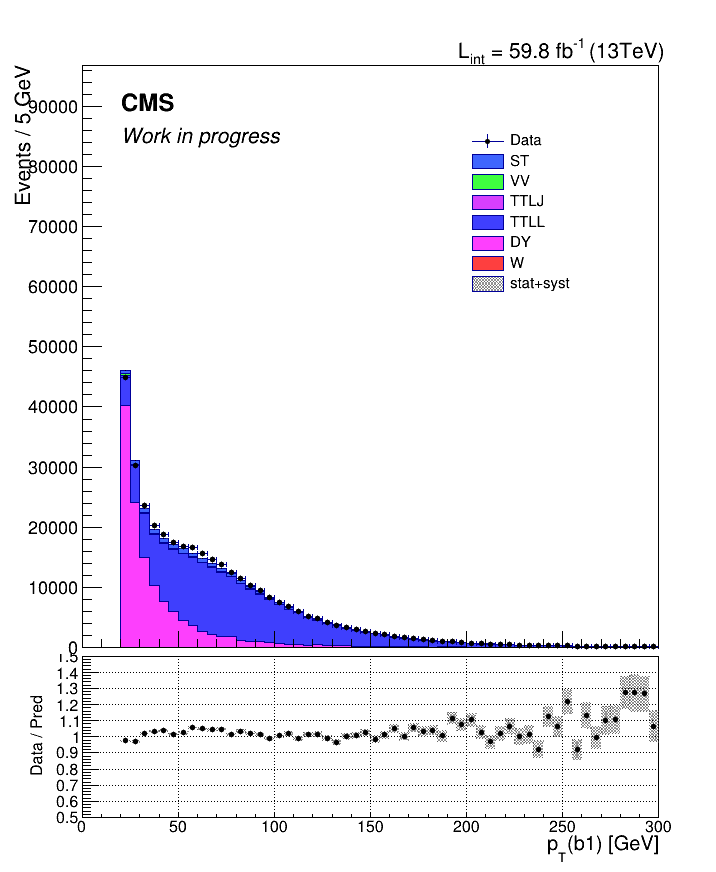 L_int = 59.8 fb^-1 (13TeV)
Events / 5 GeV
90000
80000
70000
60000
50000
40000
30000
20000
10000
0
CMS
Work in progress
Data
ST
VV
TTLJ
TTLL
DY
W
stat+syst
Data / Pred
1.5
1.4
1.3
1.2
1.1
1
0.9
0.8
0.7
0.6
0.5
0 50 100 150 200 250 300
p_T(b1) [GeV]